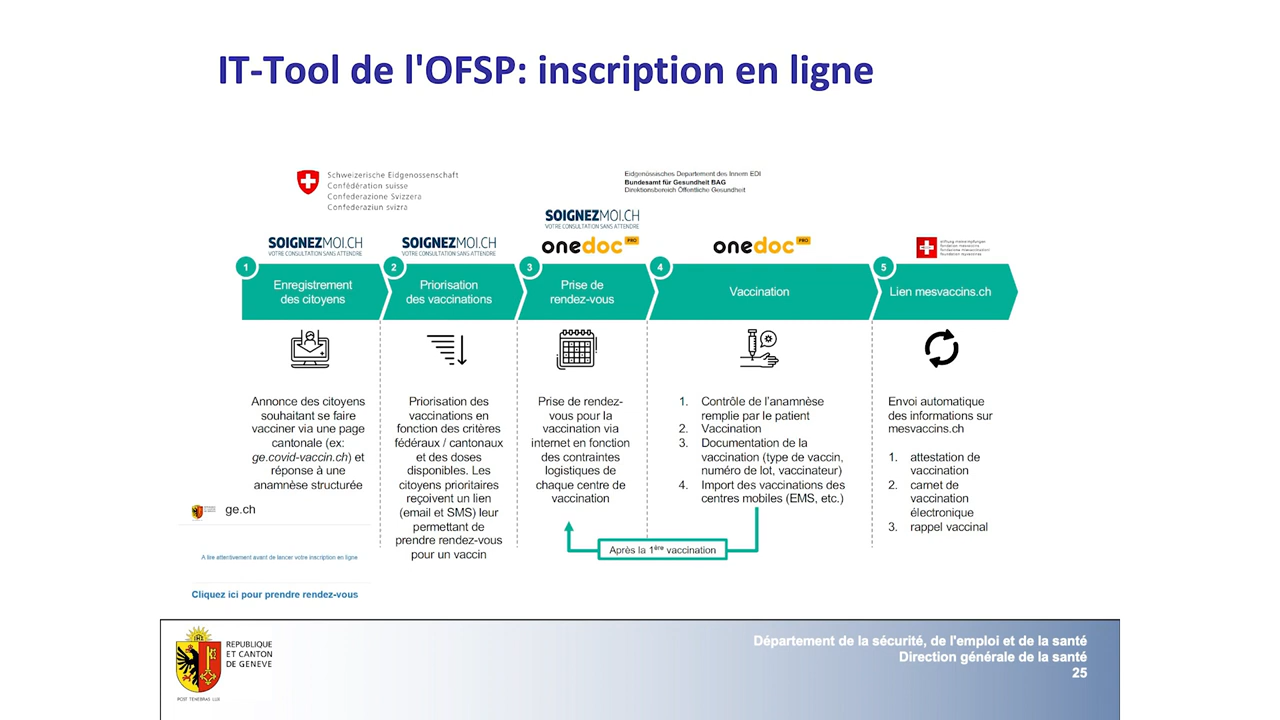 IT-Tool de l'OFSP: inscription en ligne
Schweizerische Eidgenossenschaft
Confédération suisse
Confederazione Svizzera
Confederaziun svizra
Eidgenössisches Departement des Innern EDI
Bundesamt für Gesundheit BAG
Direktionsbereich Öffentliche Gesundheit
SOIGNEZMOI.CH
VOTRE CONSULTATION SANS ATTENDRE
SOIGNEZMOI.CH
VOTRE CONSULTATION SANS ATTENDRE
SOIGNEZMOI.CH
VOTRE CONSULTATION SANS ATTENDRE
onedoc PRO
onedoc PRO
1
Enregistrement
des citoyens
2
Priorisation
des vaccinations
3
Prise de
rendez-vous
4
Vaccination
5
Lien mesvaccins.ch
Annonce des citoyens
souhaitant se faire
vacciner via une page
cantonale (ex:
ge.covid-vaccin.ch) et
réponse à une
anamnèse structurée
Priorisation des
vaccinations en
fonction des critères
fédéraux / cantonaux
et des doses
disponibles. Les
citoyens prioritaires
reçoivent un lien
(email et SMS) leur
permettant de
prendre rendez-vous
pour un vaccin
Prise de rendez-
vous pour la
vaccination via
internet en fonction
des contraintes
logistiques de
chaque centre de
vaccination
1. Contrôle de l'anamnèse
remplie par le patient
2. Vaccination
3. Documentation de la
vaccination (type de vaccin,
numéro de lot, vaccinateur)
4. Import des vaccinations des
centres mobiles (EMS, etc.)
Après la 1ère vaccination
Envoi automatique
des informations sur
mesvaccins.ch
1. attestation de
vaccination
2. carnet de
vaccination
électronique
3. rappel vaccinal
ge.ch
A lire attentivement avant de lancer votre inscription en ligne
Cliquez ici pour prendre rendez-vous
REPUBLIQUE
ET CANTON
DE GENEVE
POST TENEBRAS LUX
Département de la sécurité, de l'emploi et de la santé
Direction générale de la santé
25